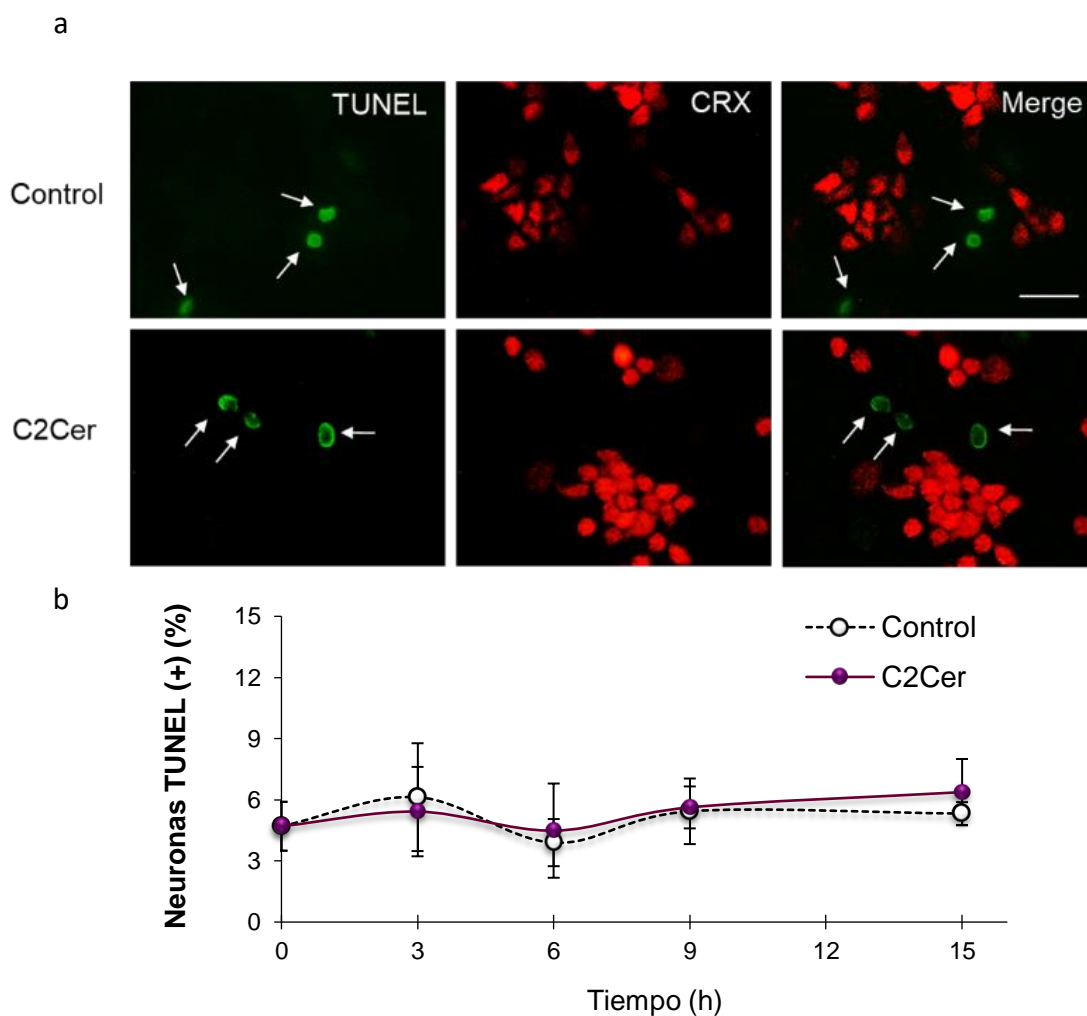 a
TUNEL
CRX
Merge
Control
C2Cer
b
Neuronas TUNEL (+) (%)
15
12
9
6
3
0
Control
C2Cer
0 3 6 9 12 15
Tiempo (h)